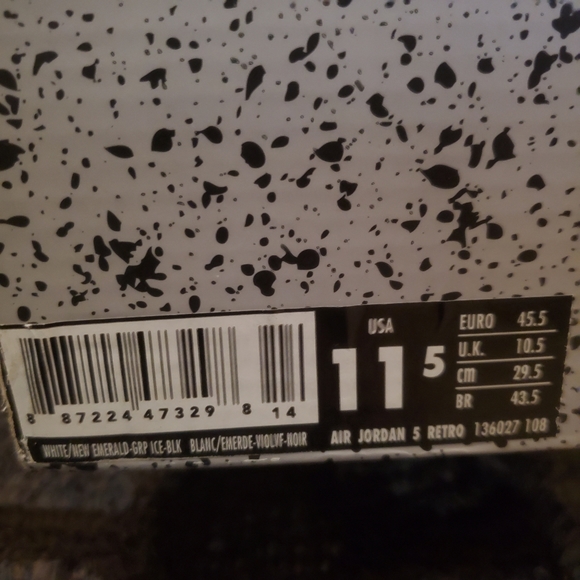 8 87224 47329 8 14
WHITE/NEW EMERALD-GRP ICE-BLK BLANC/EMERDE-VIOLVF-NOIR
USA
11 5
EURO 45.5
U.K. 10.5
cm 29.5
BR 43.5
AIR JORDAN 5 RETRO 136027 108